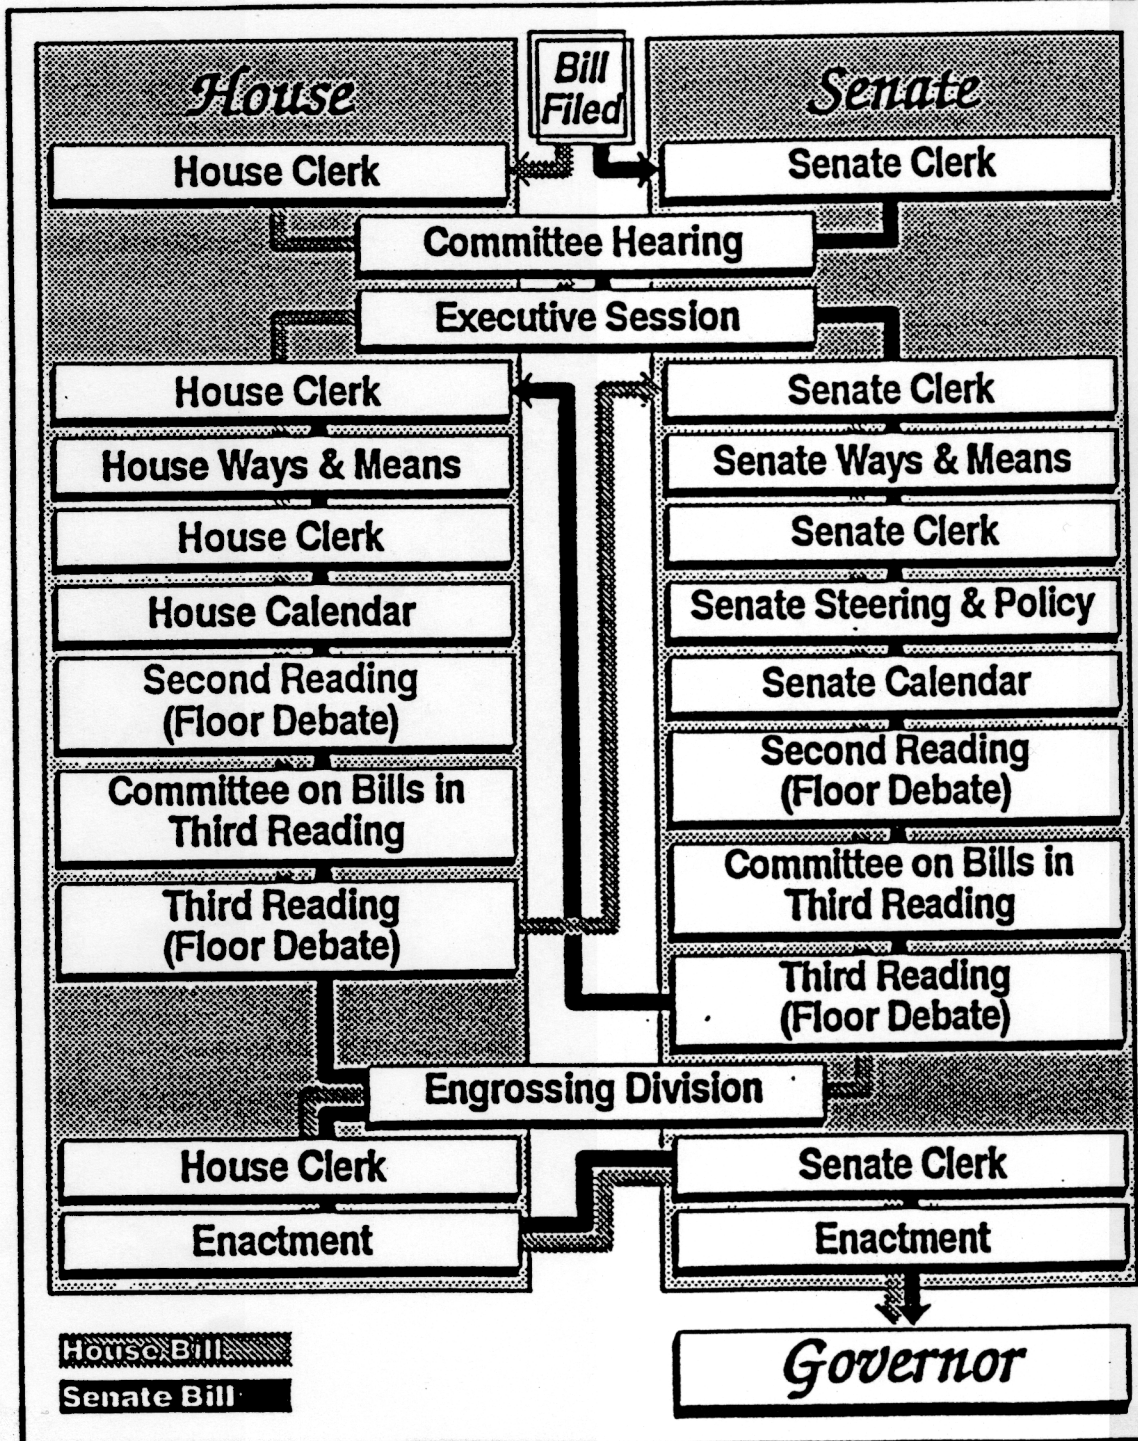 Bill
Filed
House
House Clerk
Senate
Senate Clerk
Committee Hearing
Executive Session
House Clerk
House Ways & Means
House Clerk
House Calendar
Second Reading
(Floor Debate)
Committee on Bills in
Third Reading
Third Reading
(Floor Debate)
Senate Clerk
Senate Ways & Means
Senate Clerk
Senate Steering & Policy
Senate Calendar
Second Reading
(Floor Debate)
Committee on Bills in
Third Reading
Third Reading
(Floor Debate)
Engrossing Division
House Clerk
Enactment
Senate Clerk
Enactment
Governor
House Bill
Senate Bill